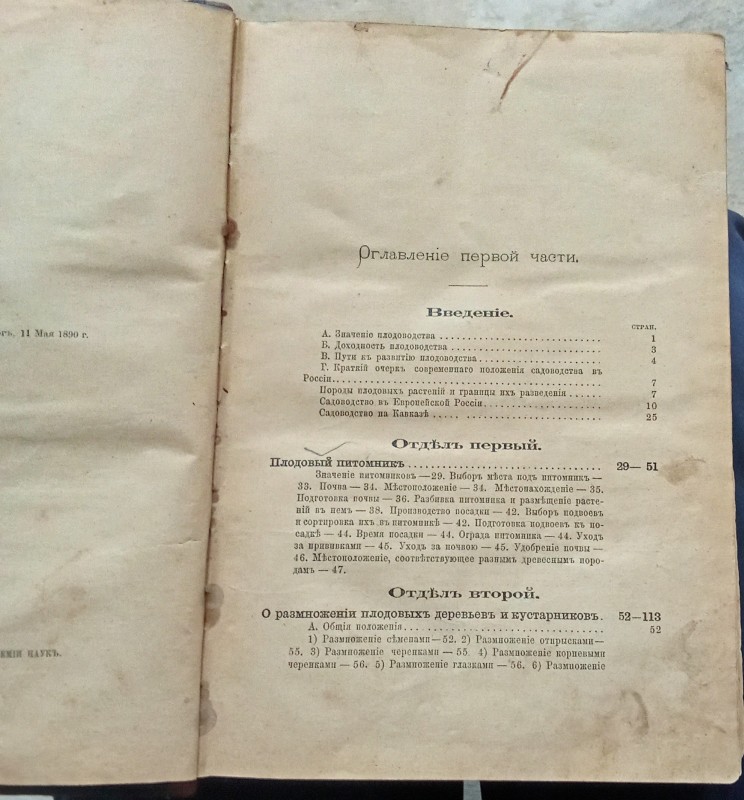 11 Мая 1890 г.
НАУКЪ.
Оглавленіе первой части.
Введеніе.
СТРАН.
А. Значеніе плодоводства . . . . . . . . . . . . . . . . . . . . . . 1
Б. Доходность плодоводства . . . . . . . . . . . . . . . . . . . . . 3
В. Пути къ развитію плодоводства . . . . . . . . . . . . . . . . . . 4
Г. Краткій очеркъ современнаго положенія садоводства въ
Россіи. . . . . . . . . . . . . . . . . . . . . . . . . . . . . . 7
Породы плодовыхъ растеній и границы ихъ разведенія . . . . . . 7
Садоводство въ Европейской Россіи. . . . . . . . . . . . . . . . . 10
Садоводство на Кавказѣ . . . . . . . . . . . . . . . . . . . . . . 25
Отдѣлъ первый.
Плодовый питомникъ . . . . . . . . . . . . . . . . . . . . . . . . 29— 51
Значеніе питомниковъ — 29. Выборъ мѣста подъ питомникъ —
33. Почва — 34. Мѣстоположеніе — 34. Мѣстонахожденіе — 35.
Подготовка почвы — 36. Разбивка питомника и размѣщеніе расте-
ній въ немъ — 38. Производство посадки — 42. Выборъ подвоевъ
и сортировка ихъ въ питомникѣ — 42. Подготовка подвоевъ къ по-
садкѣ — 44. Время посадки — 44. Ограда питомника — 44. Уходъ
за прививками — 45. Уходъ за почвою — 45. Удобреніе почвы —
46. Мѣстоположеніе, соотвѣтствующее разнымъ древеснымъ поро-
дамъ — 47.
Отдѣлъ второй.
О размноженіи плодовыхъ деревьевъ и кустарниковъ. 52—113
А. Общія положенія. . . . . . . . . . . . . . . . . . . . . . . . 52
1) Размноженіе сѣменами—52. 2) Размноженіе отпрысками—
55. 3) Размноженіе черенками — 55. 4) Размноженіе корневыми
черенками — 56. 5) Размноженіе глазками — 56. 6) Размноженіе